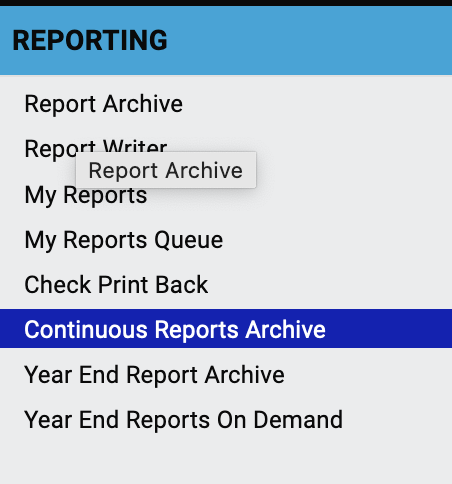 REPORTING
Report Archive
Report Writer
Report Archive
My Reports
My Reports Queue
Check Print Back
Continuous Reports Archive
Year End Report Archive
Year End Reports On Demand